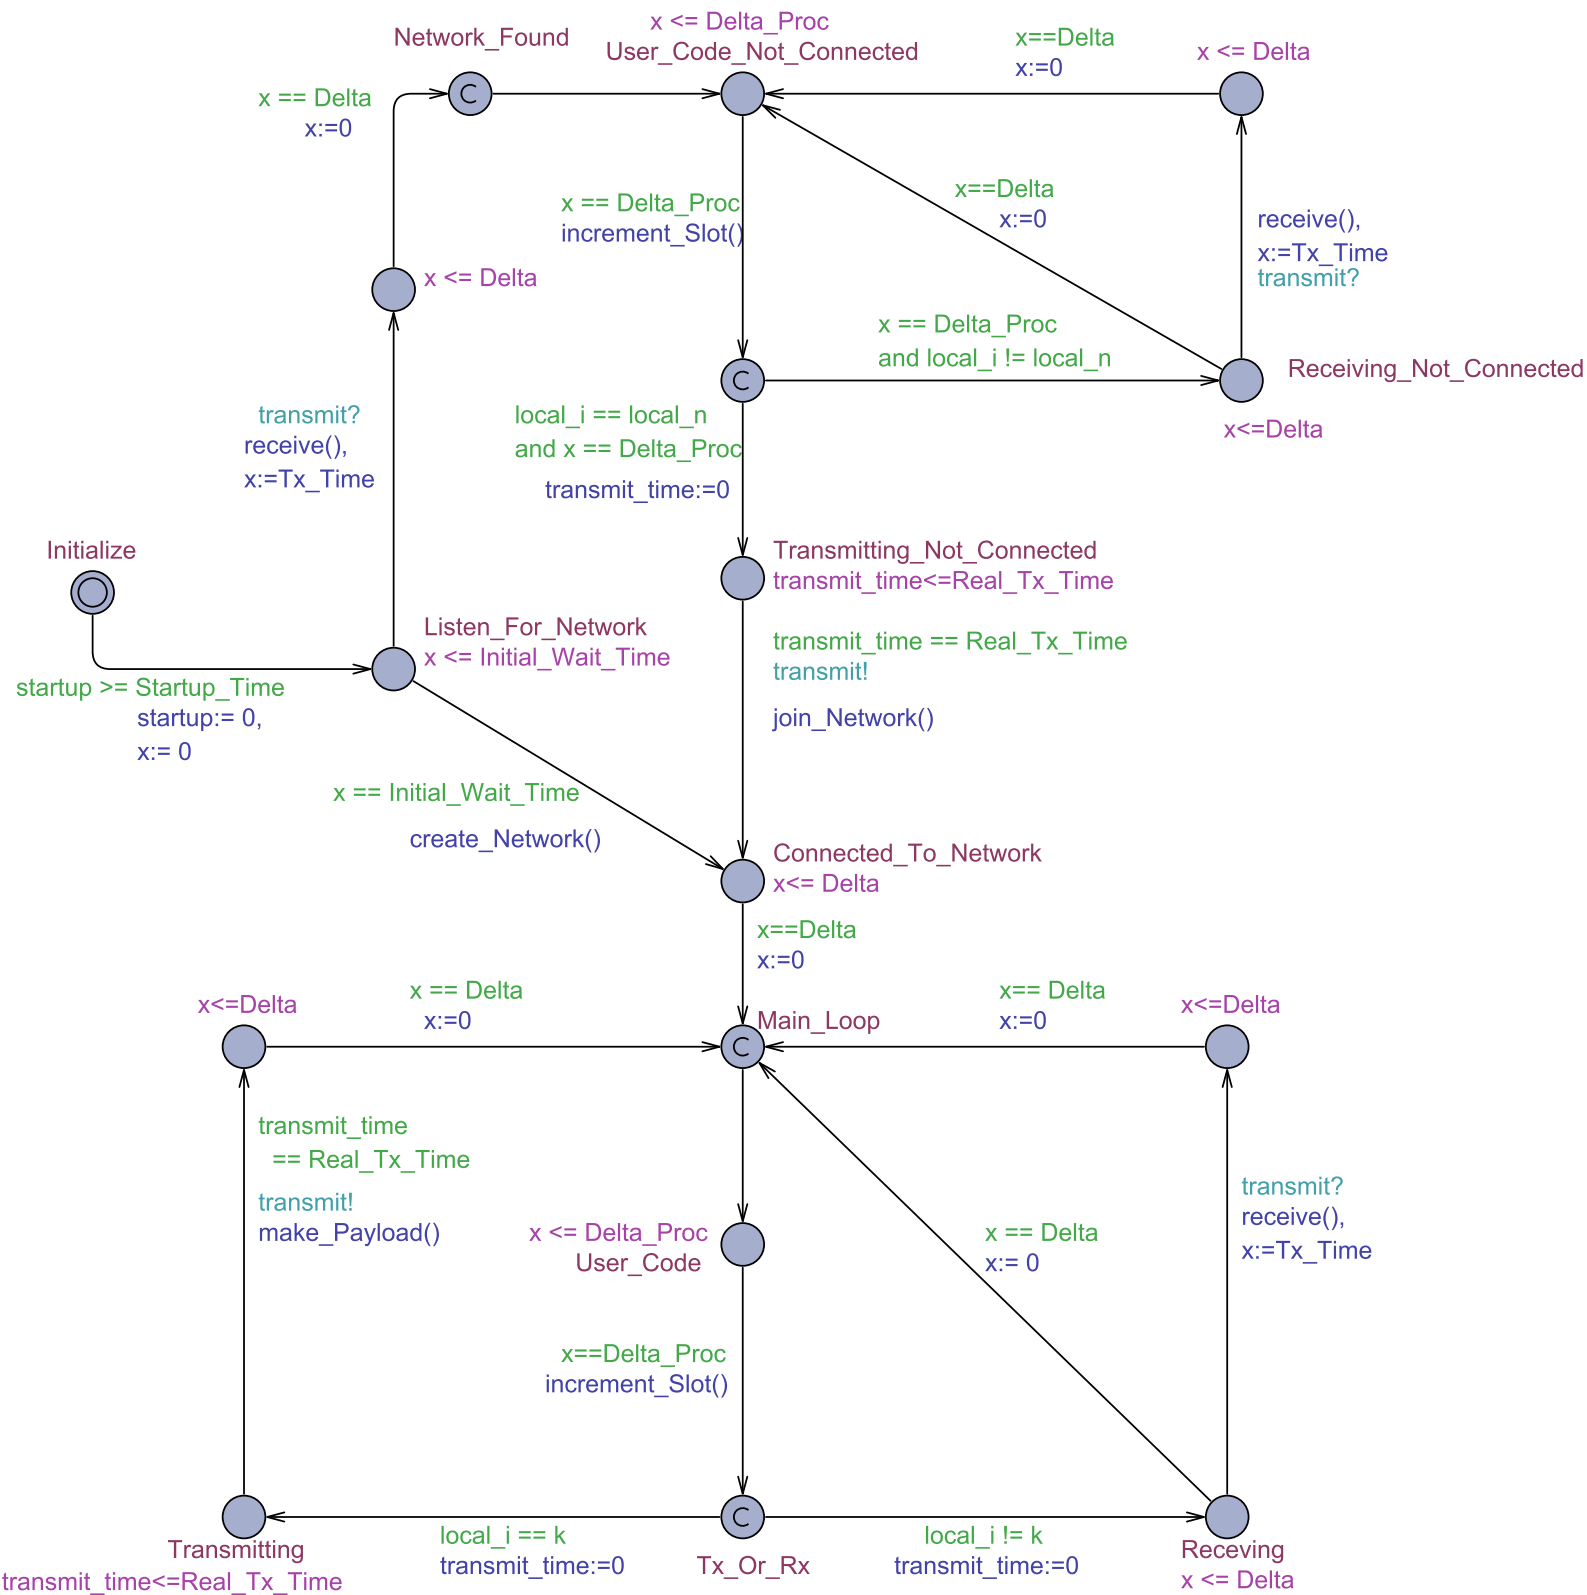 x <= Delta_Proc
Network_Found
User_Code_Not_Connected
x==Delta
x:=0
x <= Delta
x == Delta
x:=0
C
x == Delta_Proc
increment_Slot()
x==Delta
x:=0
receive(),
x:=Tx_Time
transmit?
x <= Delta
x == Delta_Proc
and local_i != local_n
C
Receiving_Not_Connected
x<=Delta
transmit?
receive(),
x:=Tx_Time
local_i == local_n
and x == Delta_Proc
transmit_time:=0
Initialize
Transmitting_Not_Connected
transmit_time<=Real_Tx_Time
Listen_For_Network
x <= Initial_Wait_Time
transmit_time == Real_Tx_Time
transmit!
join_Network()
startup >= Startup_Time
startup:= 0,
x:= 0
x == Initial_Wait_Time
create_Network()
Connected_To_Network
x<= Delta
x==Delta
x:=0
x<=Delta
x == Delta
x:=0
x== Delta
x:=0
x<=Delta
Main_Loop
C
transmit_time
== Real_Tx_Time
transmit!
make_Payload()
x <= Delta_Proc
User_Code
x == Delta
x:= 0
transmit?
receive(),
x:=Tx_Time
x==Delta_Proc
increment_Slot()
C
Transmitting
transmit_time<=Real_Tx_Time
local_i == k
transmit_time:=0
Tx_Or_Rx
local_i != k
transmit_time:=0
Receving
x <= Delta